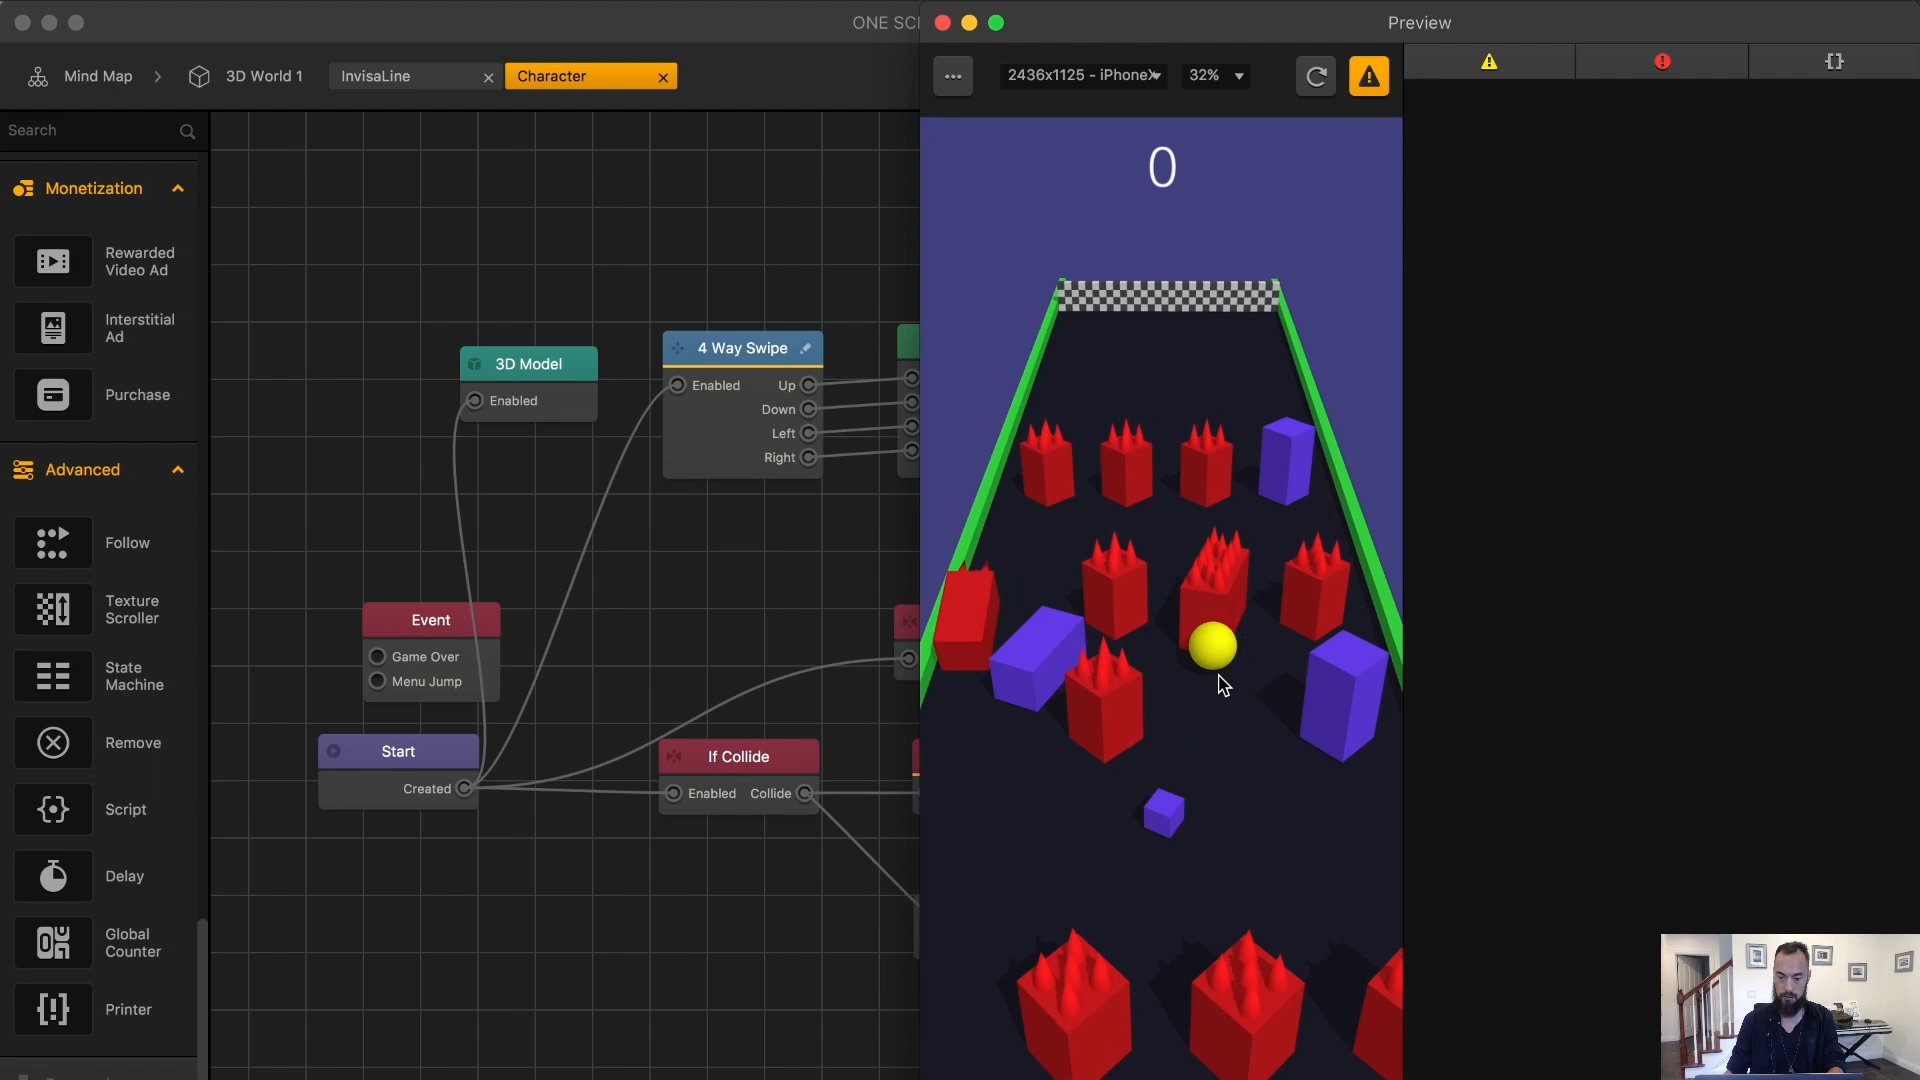 ONE SC
Preview
Mind Map
3D World 1
InvisaLine
Character
2436x1125 - iPhoneX
32%
Search
Monetization
Rewarded
Video Ad
Interstitial
Ad
Purchase
Advanced
Follow
Texture
Scroller
State
Machine
Remove
Script
Delay
Global
Counter
Printer
3D Model
Enabled
4 Way Swipe
Enabled
Up
Down
Left
Right
Event
Game Over
Menu Jump
Start
Created
If Collide
Enabled
Collide
0